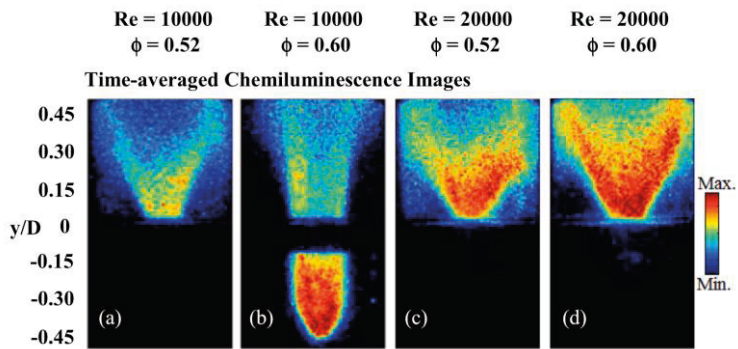 Re = 10000 Re = 10000 Re = 20000 Re = 20000
ϕ = 0.52 ϕ = 0.60 ϕ = 0.52 ϕ = 0.60
Time-averaged Chemiluminescence Images
0.45
0.30
0.15
y/D 0
-0.15
-0.30
-0.45
(a) (b) (c) (d)
Max.
Min.